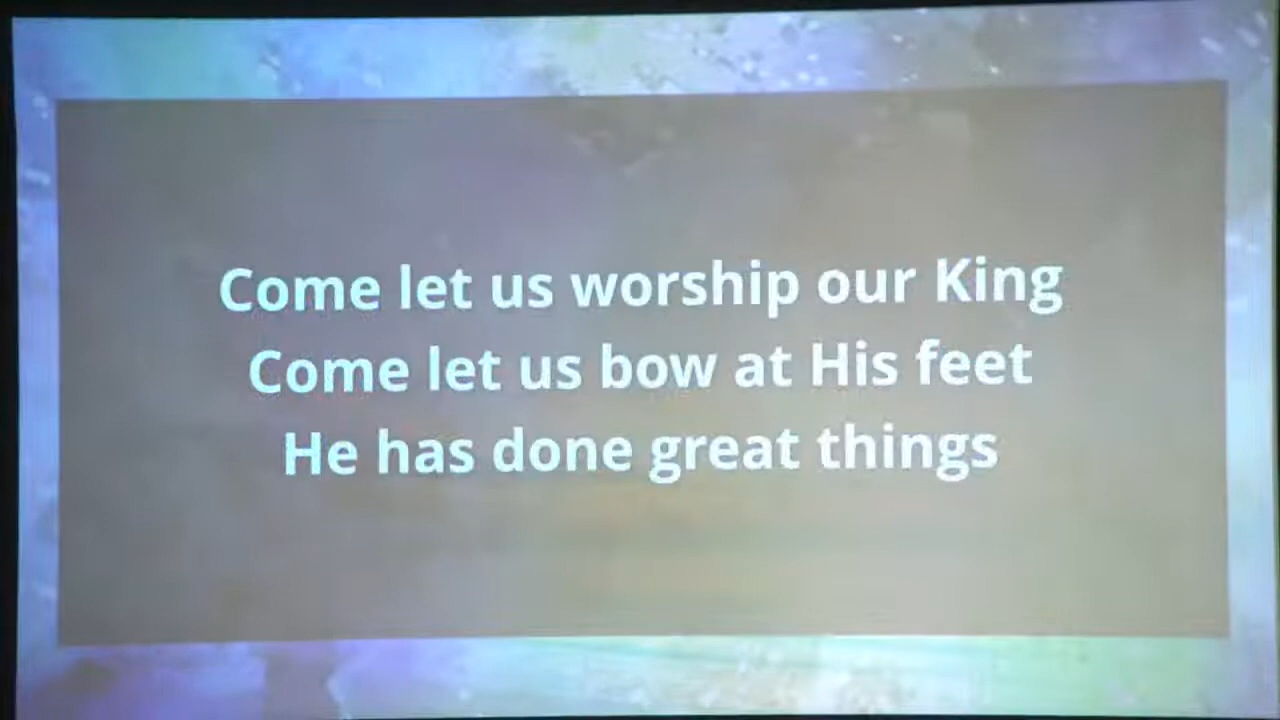 Come let us worship our King
Come let us bow at His feet
He has done great things